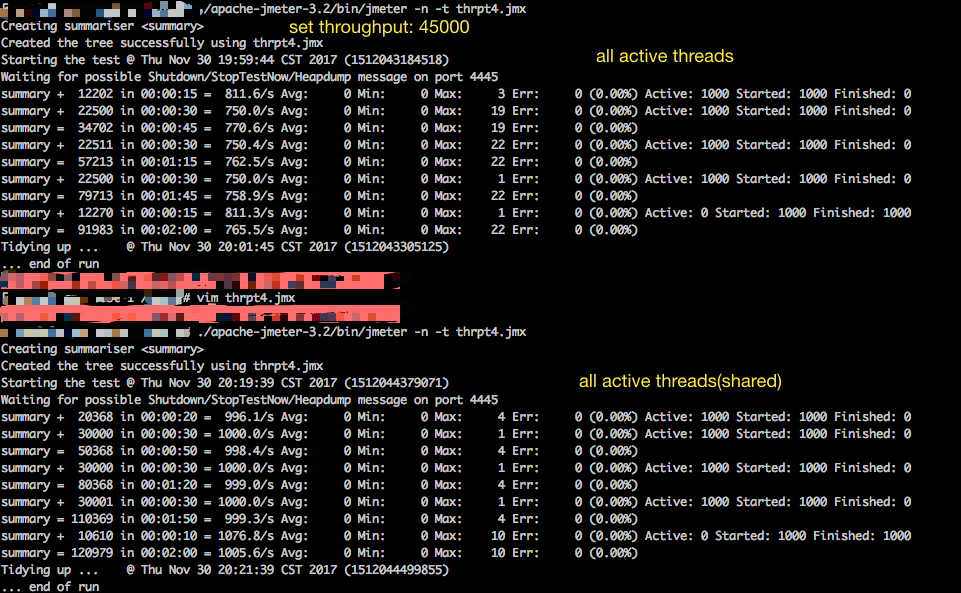 ./apache-jmeter-3.2/bin/jmeter -n -t thrpt4.jmx
Creating summariser <summary> set throughput: 45000
Created the tree successfully using thrpt4.jmx
Starting the test @ Thu Nov 30 19:59:44 CST 2017 (1512043184518) all active threads
Waiting for possible Shutdown/StopTestNow/Heapdump message on port 4445
summary + 12202 in 00:00:15 = 811.6/s Avg: 0 Min: 0 Max: 3 Err: 0 (0.00%) Active: 1000 Started: 1000 Finished: 0
summary + 22500 in 00:00:30 = 750.0/s Avg: 0 Min: 0 Max: 19 Err: 0 (0.00%) Active: 1000 Started: 1000 Finished: 0
summary = 34702 in 00:00:45 = 770.6/s Avg: 0 Min: 0 Max: 19 Err: 0 (0.00%)
summary + 22511 in 00:00:30 = 750.4/s Avg: 0 Min: 0 Max: 22 Err: 0 (0.00%) Active: 1000 Started: 1000 Finished: 0
summary = 57213 in 00:01:15 = 762.5/s Avg: 0 Min: 0 Max: 22 Err: 0 (0.00%)
summary + 22500 in 00:00:30 = 750.0/s Avg: 0 Min: 0 Max: 1 Err: 0 (0.00%) Active: 1000 Started: 1000 Finished: 0
summary = 79713 in 00:01:45 = 758.9/s Avg: 0 Min: 0 Max: 22 Err: 0 (0.00%)
summary + 12270 in 00:00:15 = 811.3/s Avg: 0 Min: 0 Max: 1 Err: 0 (0.00%) Active: 0 Started: 1000 Finished: 1000
summary = 91983 in 00:02:00 = 765.5/s Avg: 0 Min: 0 Max: 22 Err: 0 (0.00%)
Tidying up ... @ Thu Nov 30 20:01:45 CST 2017 (1512043305125)
... end of run
# vim thrpt4.jmx
./apache-jmeter-3.2/bin/jmeter -n -t thrpt4.jmx
Creating summariser <summary>
Created the tree successfully using thrpt4.jmx
Starting the test @ Thu Nov 30 20:19:39 CST 2017 (1512044379071) all active threads(shared)
Waiting for possible Shutdown/StopTestNow/Heapdump message on port 4445
summary + 20368 in 00:00:20 = 996.1/s Avg: 0 Min: 0 Max: 4 Err: 0 (0.00%) Active: 1000 Started: 1000 Finished: 0
summary + 30000 in 00:00:30 = 1000.0/s Avg: 0 Min: 0 Max: 1 Err: 0 (0.00%) Active: 1000 Started: 1000 Finished: 0
summary = 50368 in 00:00:50 = 998.4/s Avg: 0 Min: 0 Max: 4 Err: 0 (0.00%)
summary + 30000 in 00:00:30 = 1000.0/s Avg: 0 Min: 0 Max: 1 Err: 0 (0.00%) Active: 1000 Started: 1000 Finished: 0
summary = 80368 in 00:01:20 = 999.0/s Avg: 0 Min: 0 Max: 4 Err: 0 (0.00%)
summary + 30001 in 00:00:30 = 1000.0/s Avg: 0 Min: 0 Max: 1 Err: 0 (0.00%) Active: 1000 Started: 1000 Finished: 0
summary = 110369 in 00:01:50 = 999.3/s Avg: 0 Min: 0 Max: 4 Err: 0 (0.00%)
summary + 10610 in 00:00:10 = 1076.8/s Avg: 0 Min: 0 Max: 10 Err: 0 (0.00%) Active: 0 Started: 1000 Finished: 1000
summary = 120979 in 00:02:00 = 1005.6/s Avg: 0 Min: 0 Max: 10 Err: 0 (0.00%)
Tidying up ... @ Thu Nov 30 20:21:39 CST 2017 (1512044499855)
... end of run